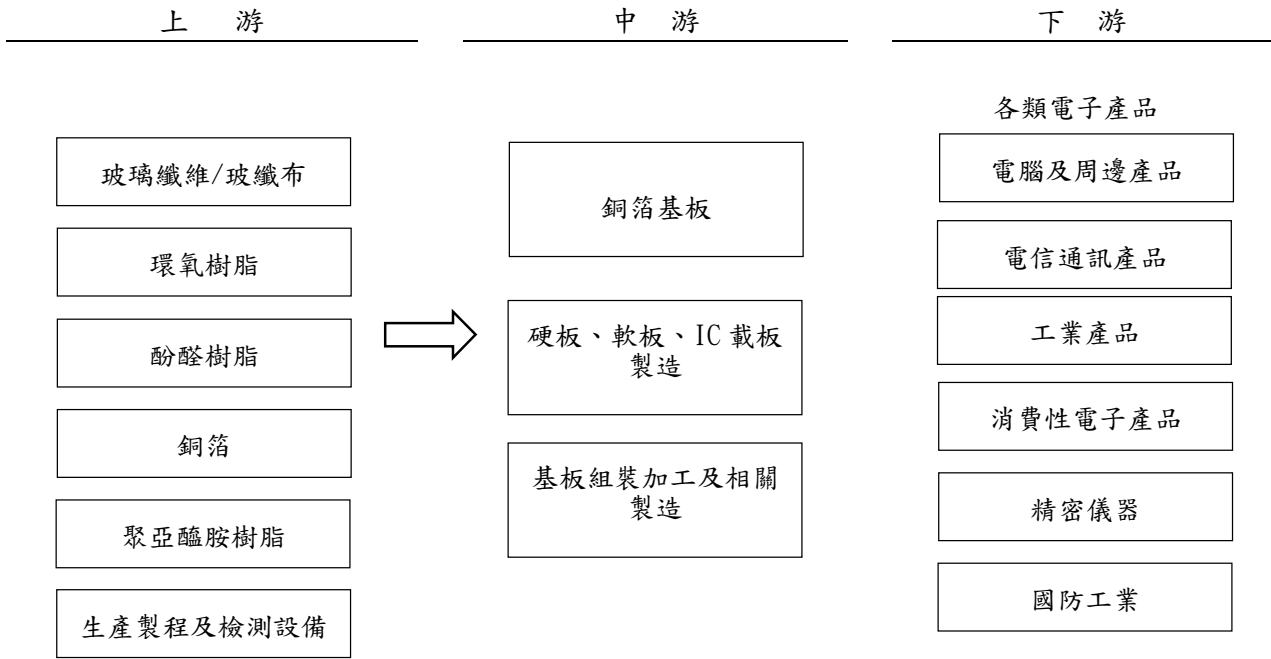 上 游
玻璃纖維/玻纖布
環氧樹脂
酚醛樹脂
銅箔
聚亞醯胺樹脂
生產製程及檢測設備
中 游
銅箔基板
硬板、軟板、IC 載板
製造
基板組裝加工及相關
製造
下 游
各類電子產品
電腦及周邊產品
電信通訊產品
工業產品
消費性電子產品
精密儀器
國防工業